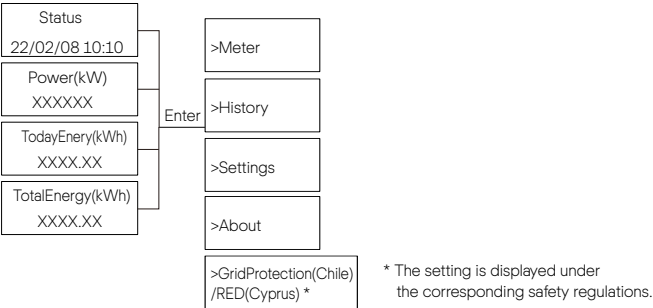 Status
22/02/08 10:10
Power(kW)
XXXXXX
TodayEnery(kWh)
XXXX.XX
TotalEnergy(kWh)
XXXX.XX
Enter
>Meter
>History
>Settings
>About
>GridProtection(Chile)
/RED(Cyprus) *
* The setting is displayed under
the corresponding safety regulations.